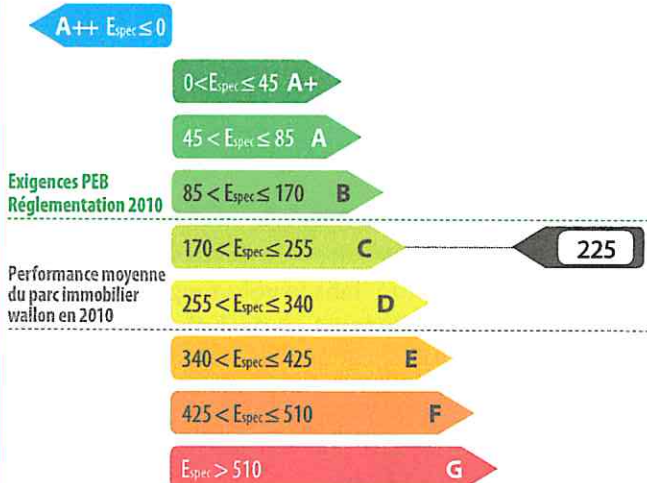 A++ Espec ≤ 0
0 < Espec ≤ 45 A+
45 < Espec ≤ 85 A
Exigences PEB
Réglementation 2010
85 < Espec ≤ 170 B
170 < Espec ≤ 255 C
225
Performance moyenne
du parc immobilier
wallon en 2010
255 < Espec ≤ 340 D
340 < Espec ≤ 425 E
425 < Espec ≤ 510 F
Espec > 510 G